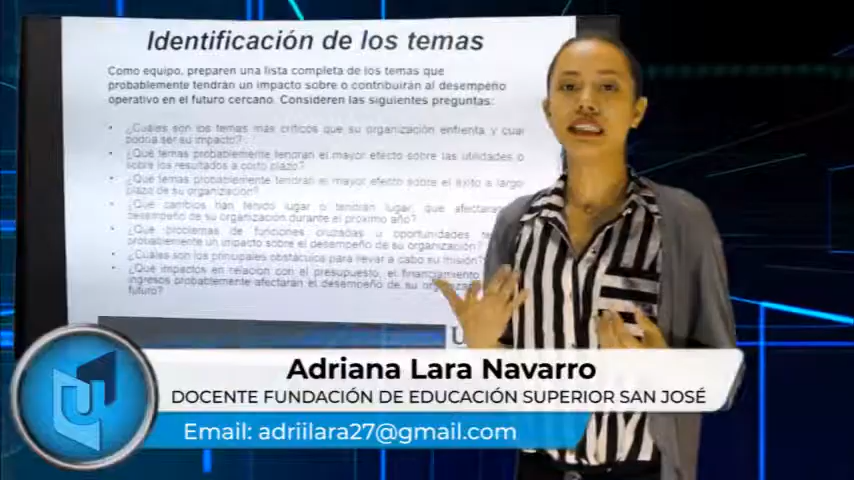 Identificación de los temas
Como equipo, preparen una lista completa de los temas que
probablemente tendrán un impacto sobre o contribuirán al desempeño
operativo en el futuro cercano. Consideren las siguientes preguntas:
• ¿Cuáles son los temas más críticos que su organización enfrenta y cuál
podría ser su impacto?
• ¿Qué temas probablemente tendrán el mayor efecto sobre las utilidades o
sobre los resultados a corto plazo?
• ¿Qué temas probablemente tendrán el mayor efecto sobre el éxito a largo
plazo de su organización?
• ¿Qué cambios han tenido lugar o tendrán lugar, que afectarán
desempeño de su organización durante el próximo año?
• ¿Qué problemas de funciones cruzadas u oportunidades
probablemente un impacto sobre el desempeño de su organización?
• ¿Cuáles son los principales obstáculos para llevar a cabo su misión?
• ¿Qué impactos en relación con el presupuesto, el financiamiento
ingresos probablemente afectarán el desempeño de su
futuro?
U
Adriana Lara Navarro
DOCENTE FUNDACIÓN DE EDUCACIÓN SUPERIOR SAN JOSÉ
Email: adriilara27@gmail.com